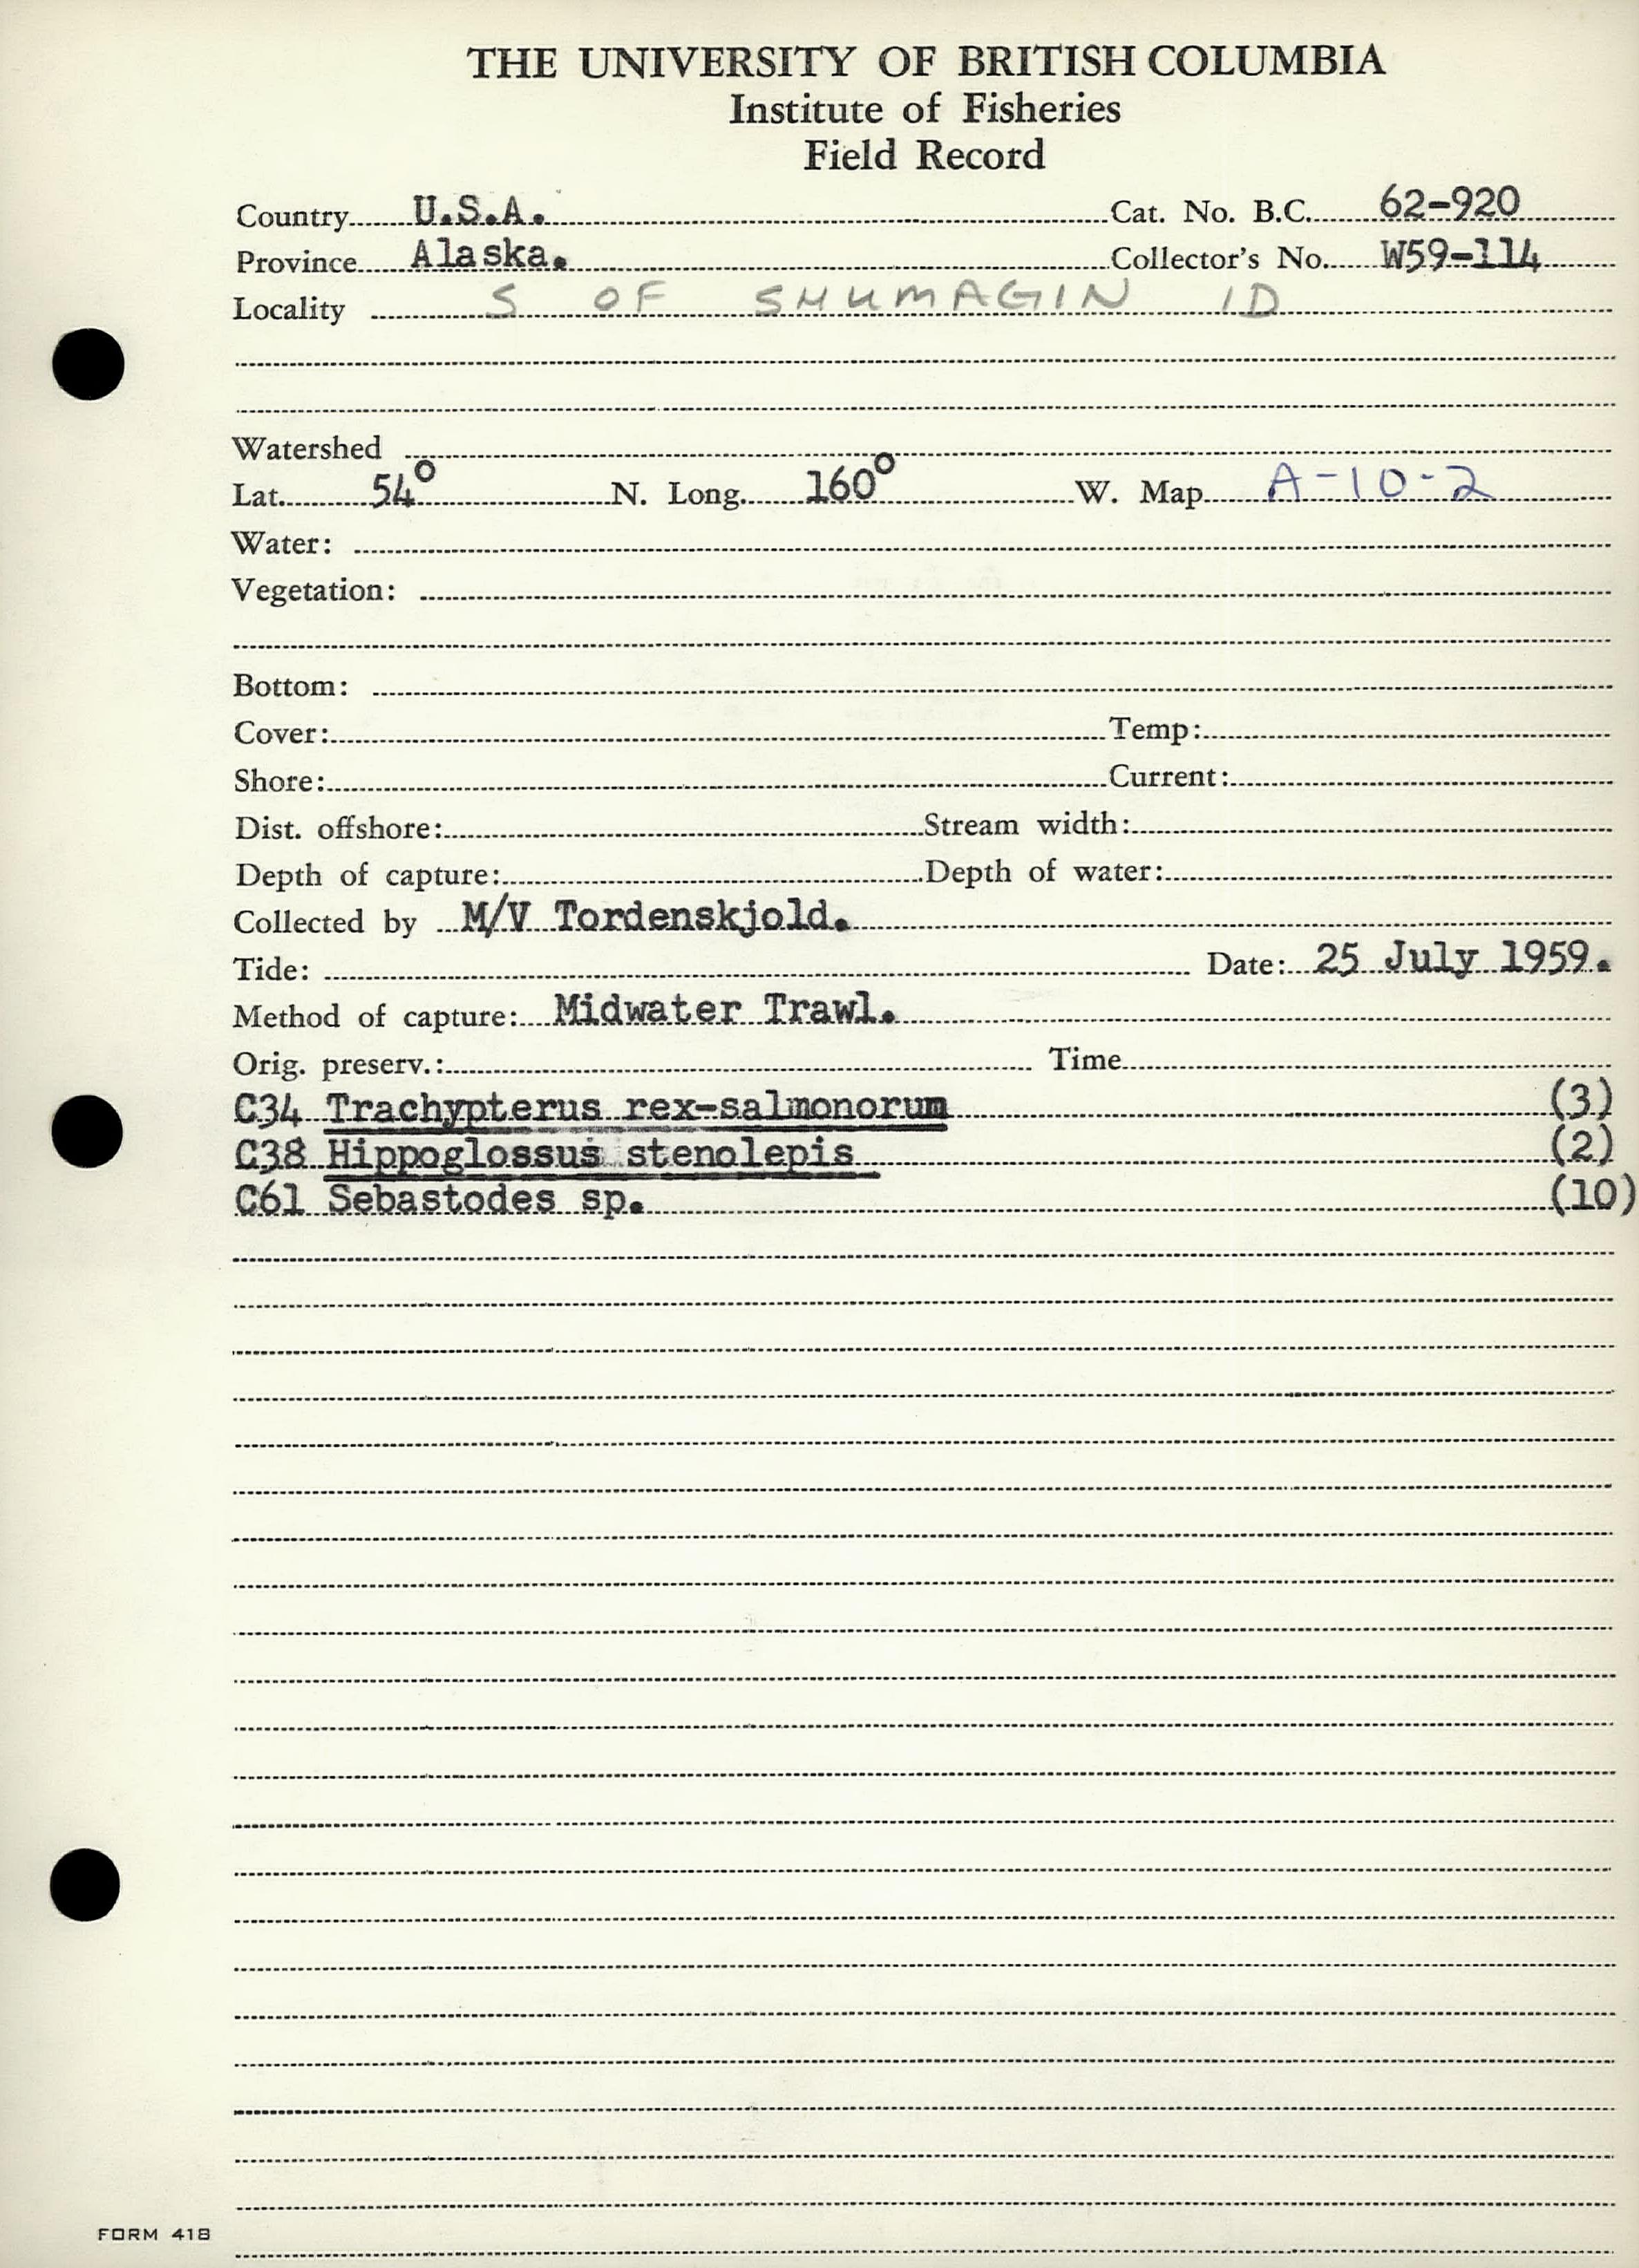 THE UNIVERSITY OF BRITISH COLUMBIA
Institute of Fisheries
Field Record
Country U.S.A. Cat. No. B.C. 62-920
Province Alaska. Collector's No. W59-114
Locality S OF SHUMAGIN ID
Watershed
Lat. 54° N. Long. 160° W. Map A-10-2
Water:
Vegetation:
Bottom:
Cover: Temp:
Shore: Current:
Dist. offshore: Stream width:
Depth of capture: Depth of water:
Collected by M/V Tordenskjold.
Tide: Date: 25 July 1959.
Method of capture: Midwater Trawl.
Orig. preserv.: Time
C34 Trachypterus rex-salmonorum (3)
C38 Hippoglossus stenolepis (2)
C61 Sebastodes sp. (10)
FORM 418